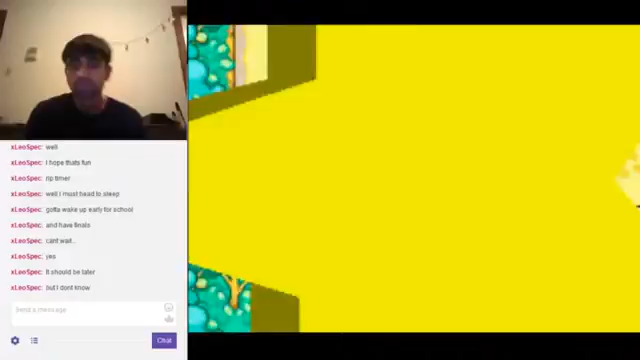 xLeoSpec: well
xLeoSpec: I hope thats fun
xLeoSpec: rip timer
xLeoSpec: well I must head to sleep
xLeoSpec: gotta wake up early for school
xLeoSpec: and have finals
xLeoSpec: cant wait..
xLeoSpec: yes
xLeoSpec: It should be later
xLeoSpec: but I dont know
Send a message
Chat